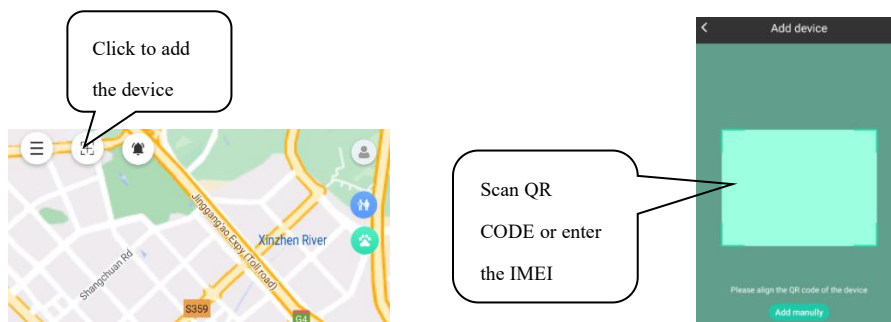 Click to add
the device
Shangchuan Rd
Jinggang'ao Expy (Toll road)
Xinzhen River
S359
G4
Add device
Scan QR
CODE or enter
the IMEI
Please align the QR code of the device
Add manully